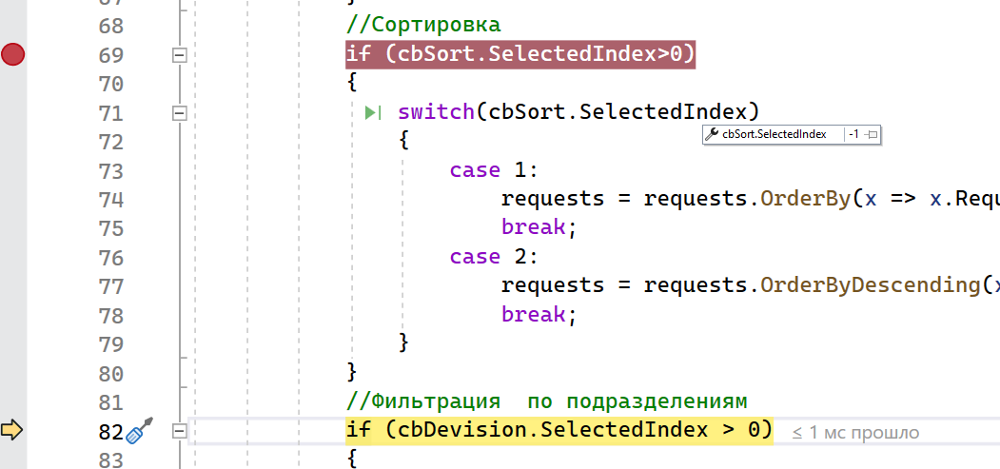 67 }
68 //Сортировка
69 if (cbSort.SelectedIndex>0)
70 {
71 switch(cbSort.SelectedIndex)
cbSort.SelectedIndex -1
72 {
73 case 1:
74 requests = requests.OrderBy(x => x.Requ
75 break;
76 case 2:
77 requests = requests.OrderByDescending(x
78 break;
79 }
80 }
81 //Фильтрация  по подразделениям
82 if (cbDevision.SelectedIndex > 0) ≤ 1 мс прошло
83 {